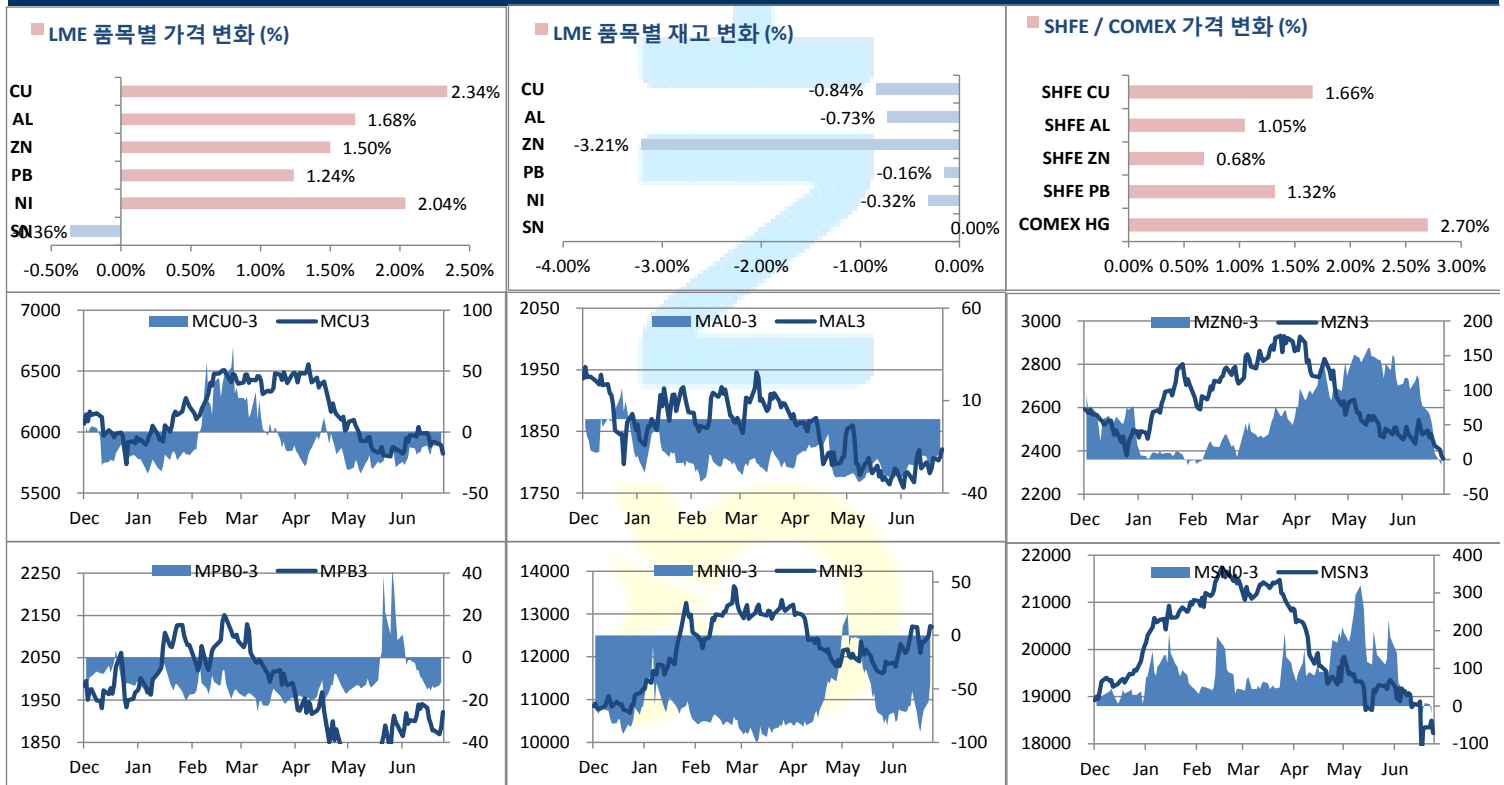 LME 품목별 가격 변화 (%)
CU 2.34%
AL 1.68%
ZN 1.50%
PB 1.24%
NI 2.04%
SN -0.36%
-0.50% 0.00% 0.50% 1.00% 1.50% 2.00% 2.50%
LME 품목별 재고 변화 (%)
CU -0.84%
AL -0.73%
ZN -3.21%
PB -0.16%
NI -0.32%
SN 0.00%
-4.00% -3.00% -2.00% -1.00% 0.00%
SHFE / COMEX 가격 변화 (%)
SHFE CU 1.66%
SHFE AL 1.05%
SHFE ZN 0.68%
SHFE PB 1.32%
COMEX HG 2.70%
0.00% 0.50% 1.00% 1.50% 2.00% 2.50% 3.00%
MCU0-3 MCU3
7000 100
6500 50
6000 0
5500 -50
Dec Jan Feb Mar Apr May Jun
MAL0-3 MAL3
2050 60
1950
10
1850
1750 -40
Dec Jan Feb Mar Apr May Jun
MZN0-3 MZN3
3000 200
150
2800
100
2600
50
2400 0
2200 -50
Dec Jan Feb Mar Apr May Jun
MPB0-3 MPB3
2250 40
2150 20
2050 0
1950 -20
1850 -40
Dec Jan Feb Mar Apr May Jun
MNI0-3 MNI3
14000
50
13000
0
12000
-50
11000
10000 -100
Dec Jan Feb Mar Apr May Jun
MSN0-3 MSN3
22000 400
300
21000
200
20000
100
19000 0
18000 -100
Dec Jan Feb Mar Apr May Jun